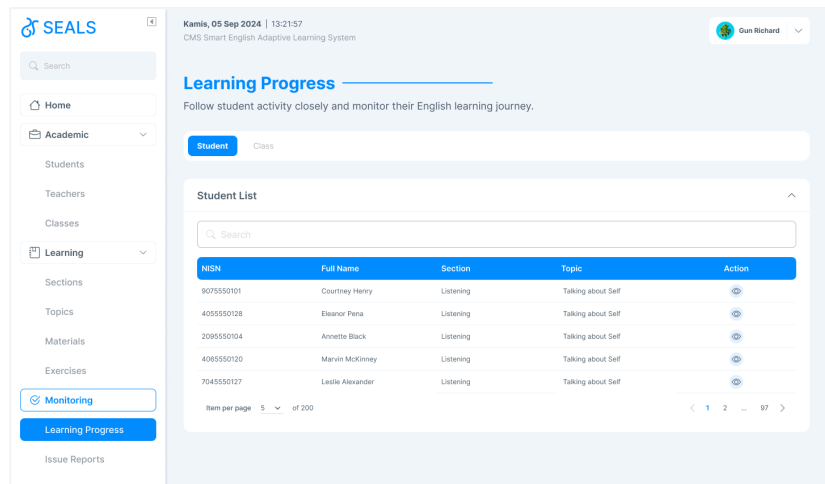 SEALS
Search
Home
Academic
Students
Teachers
Classes
Learning
Sections
Topics
Materials
Exercises
Monitoring
Learning Progress
Issue Reports
Kamis, 05 Sep 2024 | 13:21:57
CMS Smart English Adaptive Learning System
Gun Richard
Learning Progress
Follow student activity closely and monitor their English learning journey.
Student Class
Student List
Search
NISN Full Name Section Topic Action
9075550101 Courtney Henry Listening Talking about Self
4055550128 Eleanor Pena Listening Talking about Self
2095550104 Annette Black Listening Talking about Self
4065550120 Marvin McKinney Listening Talking about Self
7045550127 Leslie Alexander Listening Talking about Self
Item per page 5 of 200 < 1 2 ... 97 >